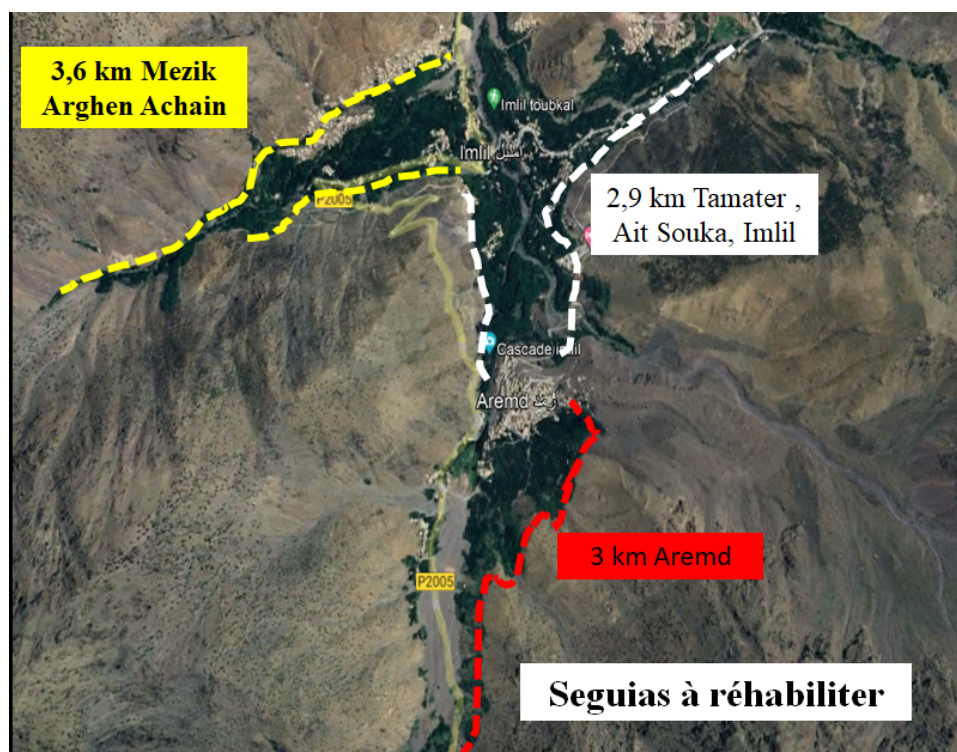 3,6 km Mezik
Arghen Achain
Imlil toubkal
Imlil إمليل
P2005
2,9 km Tamater ,
Ait Souka, Imlil
Cascade imlil
Aremd رمد
3 km Aremd
P2005
Seguias à réhabiliter